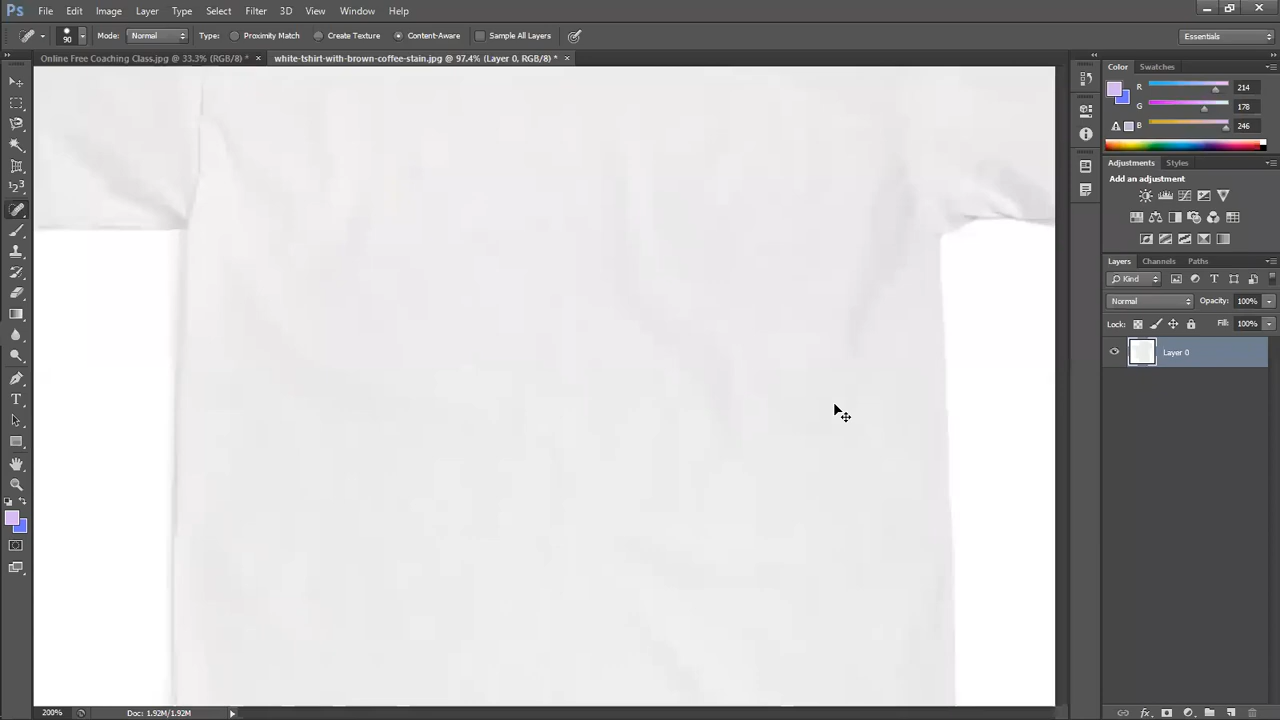 Ps File Edit Image Layer Type Select Filter 3D View Window Help
90 Mode: Normal Type: Proximity Match Create Texture Content-Aware Sample All Layers Essentials
Online Free Coaching Class.jpg @ 33.3% (RGB/8) * × white-tshirt-with-brown-coffee-stain.jpg @ 97.4% (Layer 0, RGB/8) * ×
Color Swatches
R 214
G 178
B 246
Adjustments Styles
Add an adjustment
Layers Channels Paths
Kind
Normal Opacity: 100%
Lock: Fill: 100%
Layer 0
200% Doc: 1.92M/1.92M